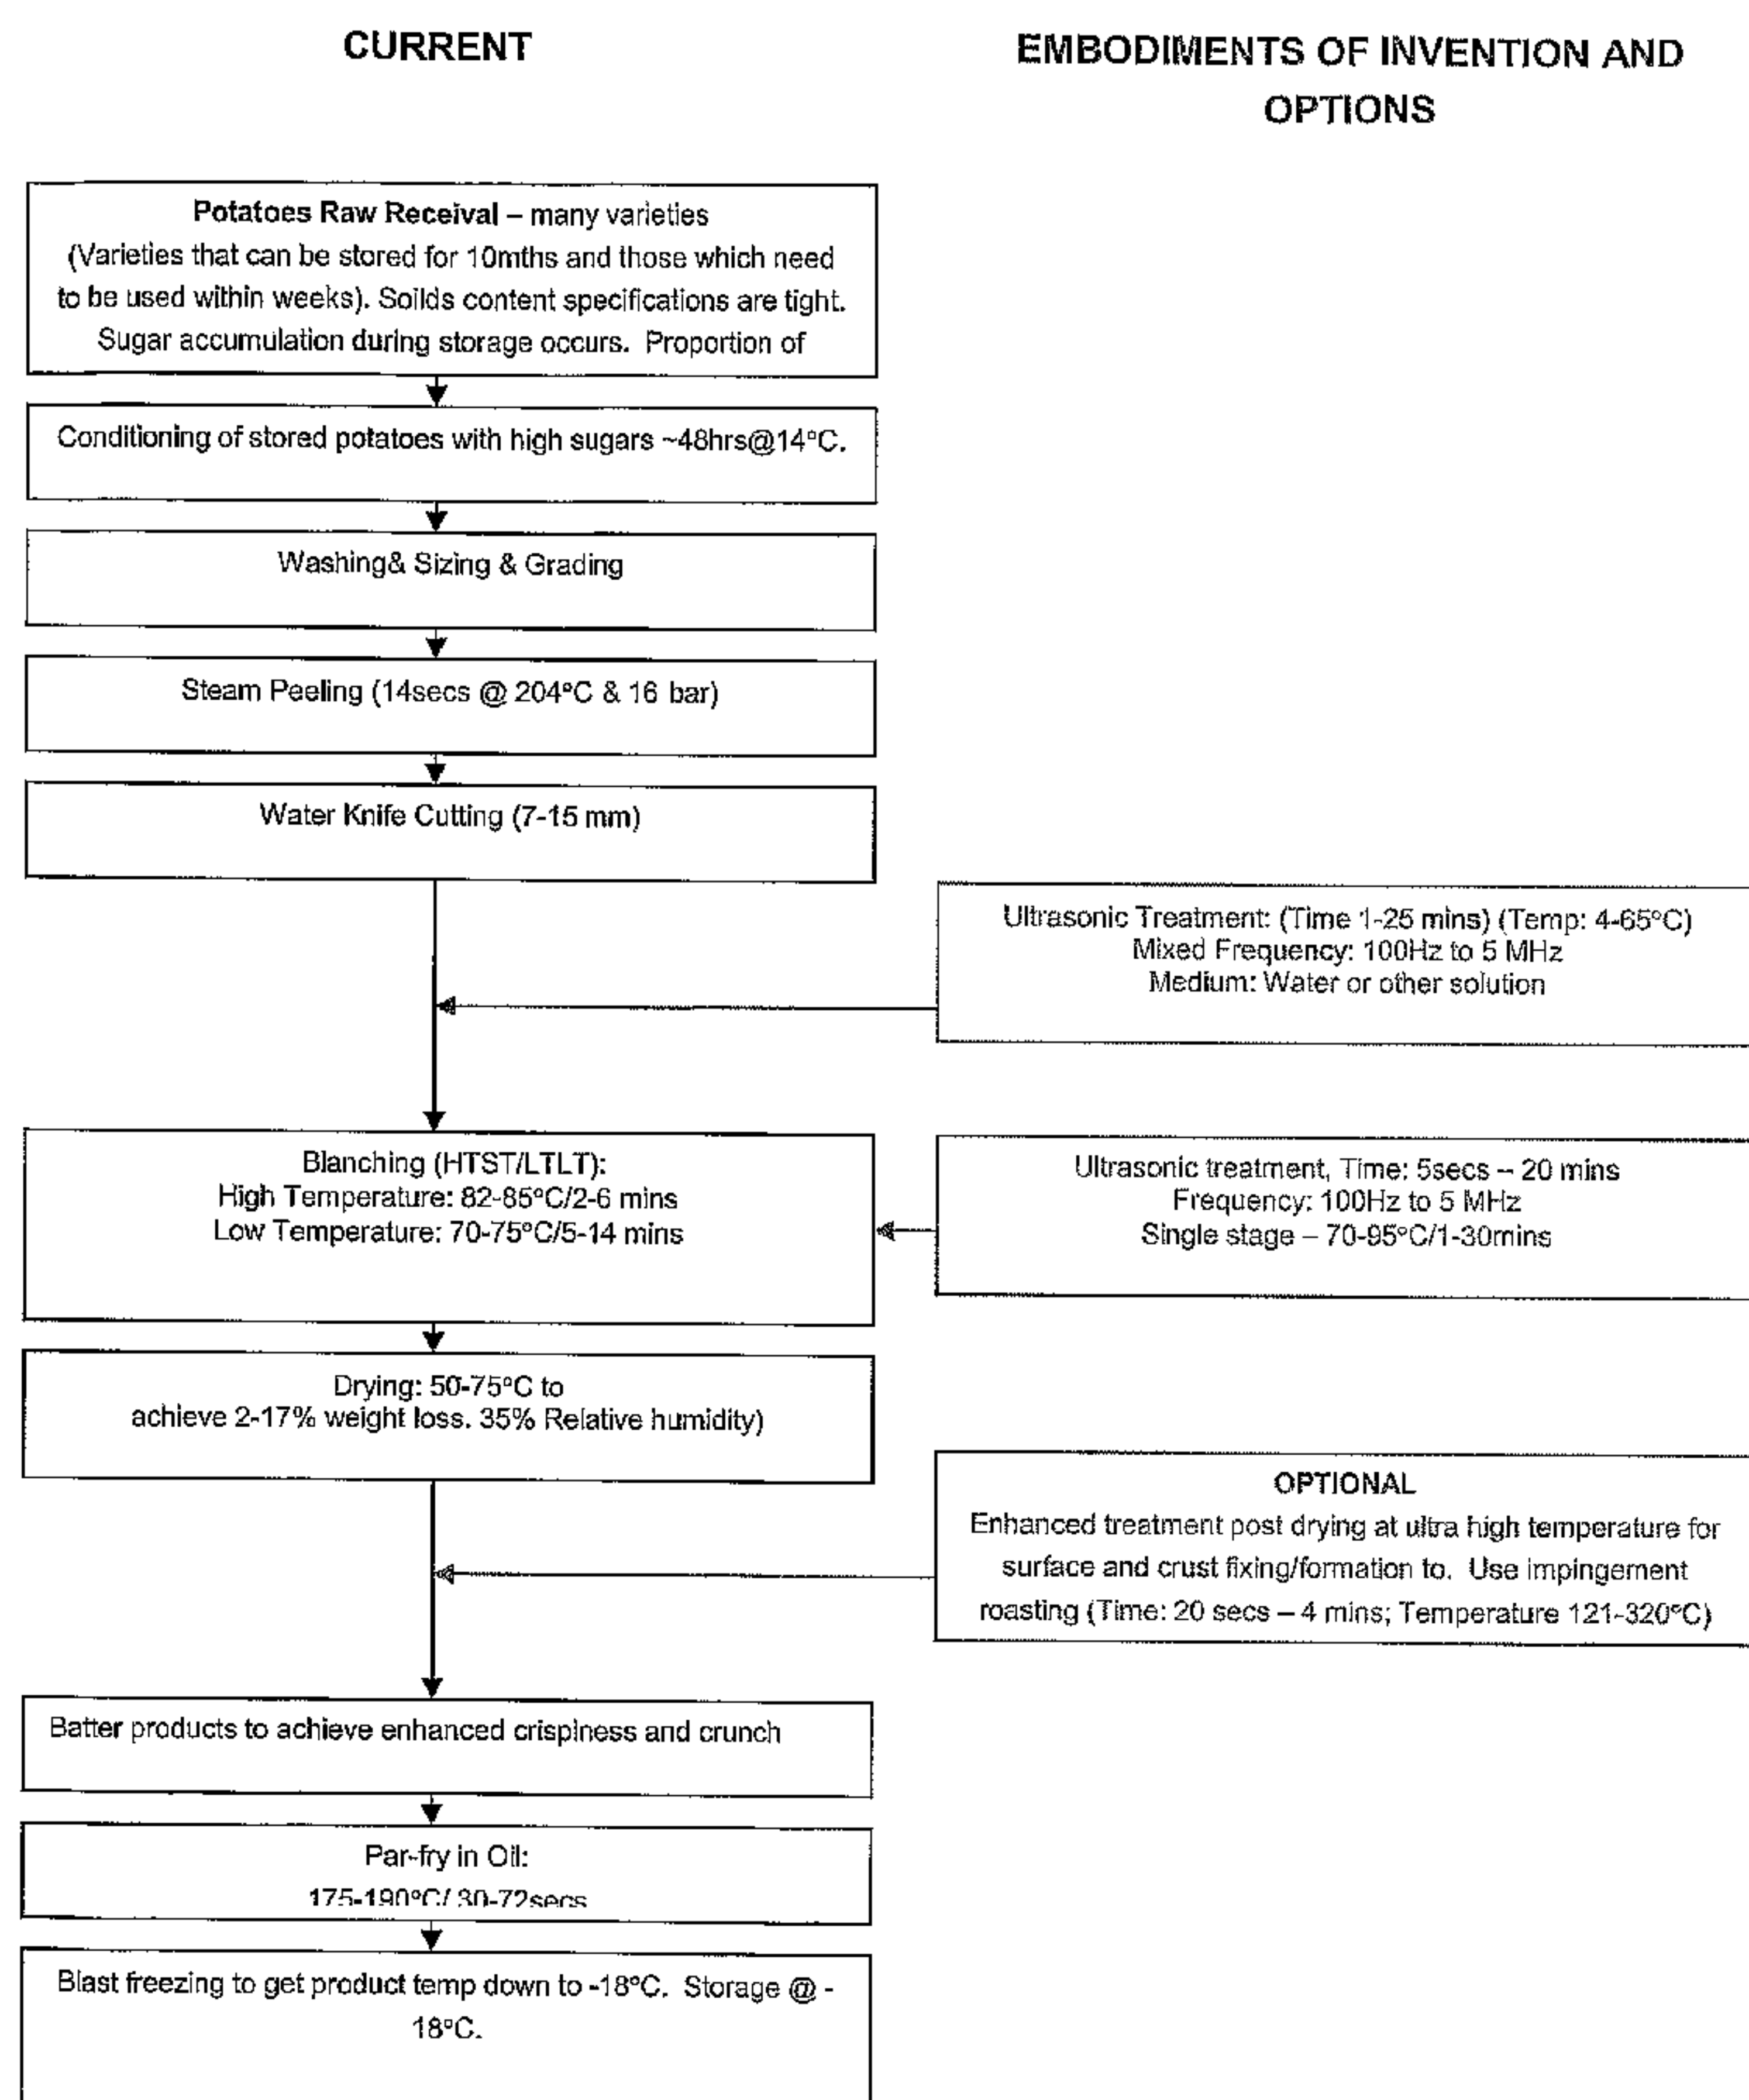 CURRENT
EMBODIMENTS OF INVENTION AND
OPTIONS
Potatoes Raw Receival – many varieties
(Varieties that can be stored for 10mths and those which need
to be used within weeks). Soilds content specifications are tight.
Sugar accumulation during storage occurs. Proportion of
Conditioning of stored potatoes with high sugars ~48hrs@14°C.
Washing& Sizing & Grading
Steam Peeling (14secs @ 204°C & 16 bar)
Water Knife Cutting (7-15 mm)
Ultrasonic Treatment: (Time 1-25 mins) (Temp: 4-65°C)
Mixed Frequency: 100Hz to 5 MHz
Medium: Water or other solution
Blanching (HTST/LTLT):
High Temperature: 82-85°C/2-6 mins
Low Temperature: 70-75°C/5-14 mins
Ultrasonic treatment, Time: 5secs – 20 mins
Frequency: 100Hz to 5 MHz
Single stage – 70-95°C/1-30mins
Drying: 50-75°C to
achieve 2-17% weight loss. 35% Relative humidity)
OPTIONAL
Enhanced treatment post drying at ultra high temperature for
surface and crust fixing/formation to. Use impingement
roasting (Time: 20 secs – 4 mins; Temperature 121-320°C)
Batter products to achieve enhanced crispiness and crunch
Par-fry in Oil:
175-190°C/ 30-72secs
Blast freezing to get product temp down to -18°C. Storage @ -
18°C.